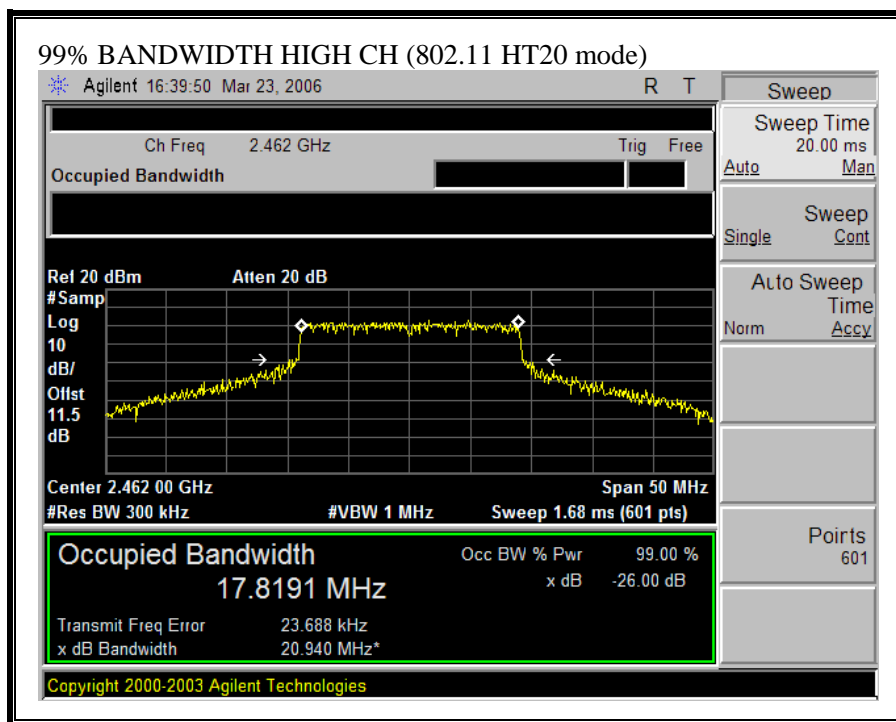 99% BANDWIDTH HIGH CH (802.11 HT20 mode)
Agilent 16:39:50 Mar 23, 2006 R T
Sweep
Sweep Time
20.00 ms
Auto Man
Ch Freq 2.462 GHz Trig Free
Occupied Bandwidth
Sweep
Single Cont
Ref 20 dBm Atten 20 dB
#Samp
Log
10
dB/
Offst
11.5
dB
Auto Sweep
Time
Norm Accy
Center 2.462 00 GHz Span 50 MHz
#Res BW 300 kHz #VBW 1 MHz Sweep 1.68 ms (601 pts)
Occupied Bandwidth Occ BW % Pwr 99.00 %
17.8191 MHz x dB -26.00 dB
Transmit Freq Error 23.688 kHz
x dB Bandwidth 20.940 MHz*
Points
601
Copyright 2000-2003 Agilent Technologies